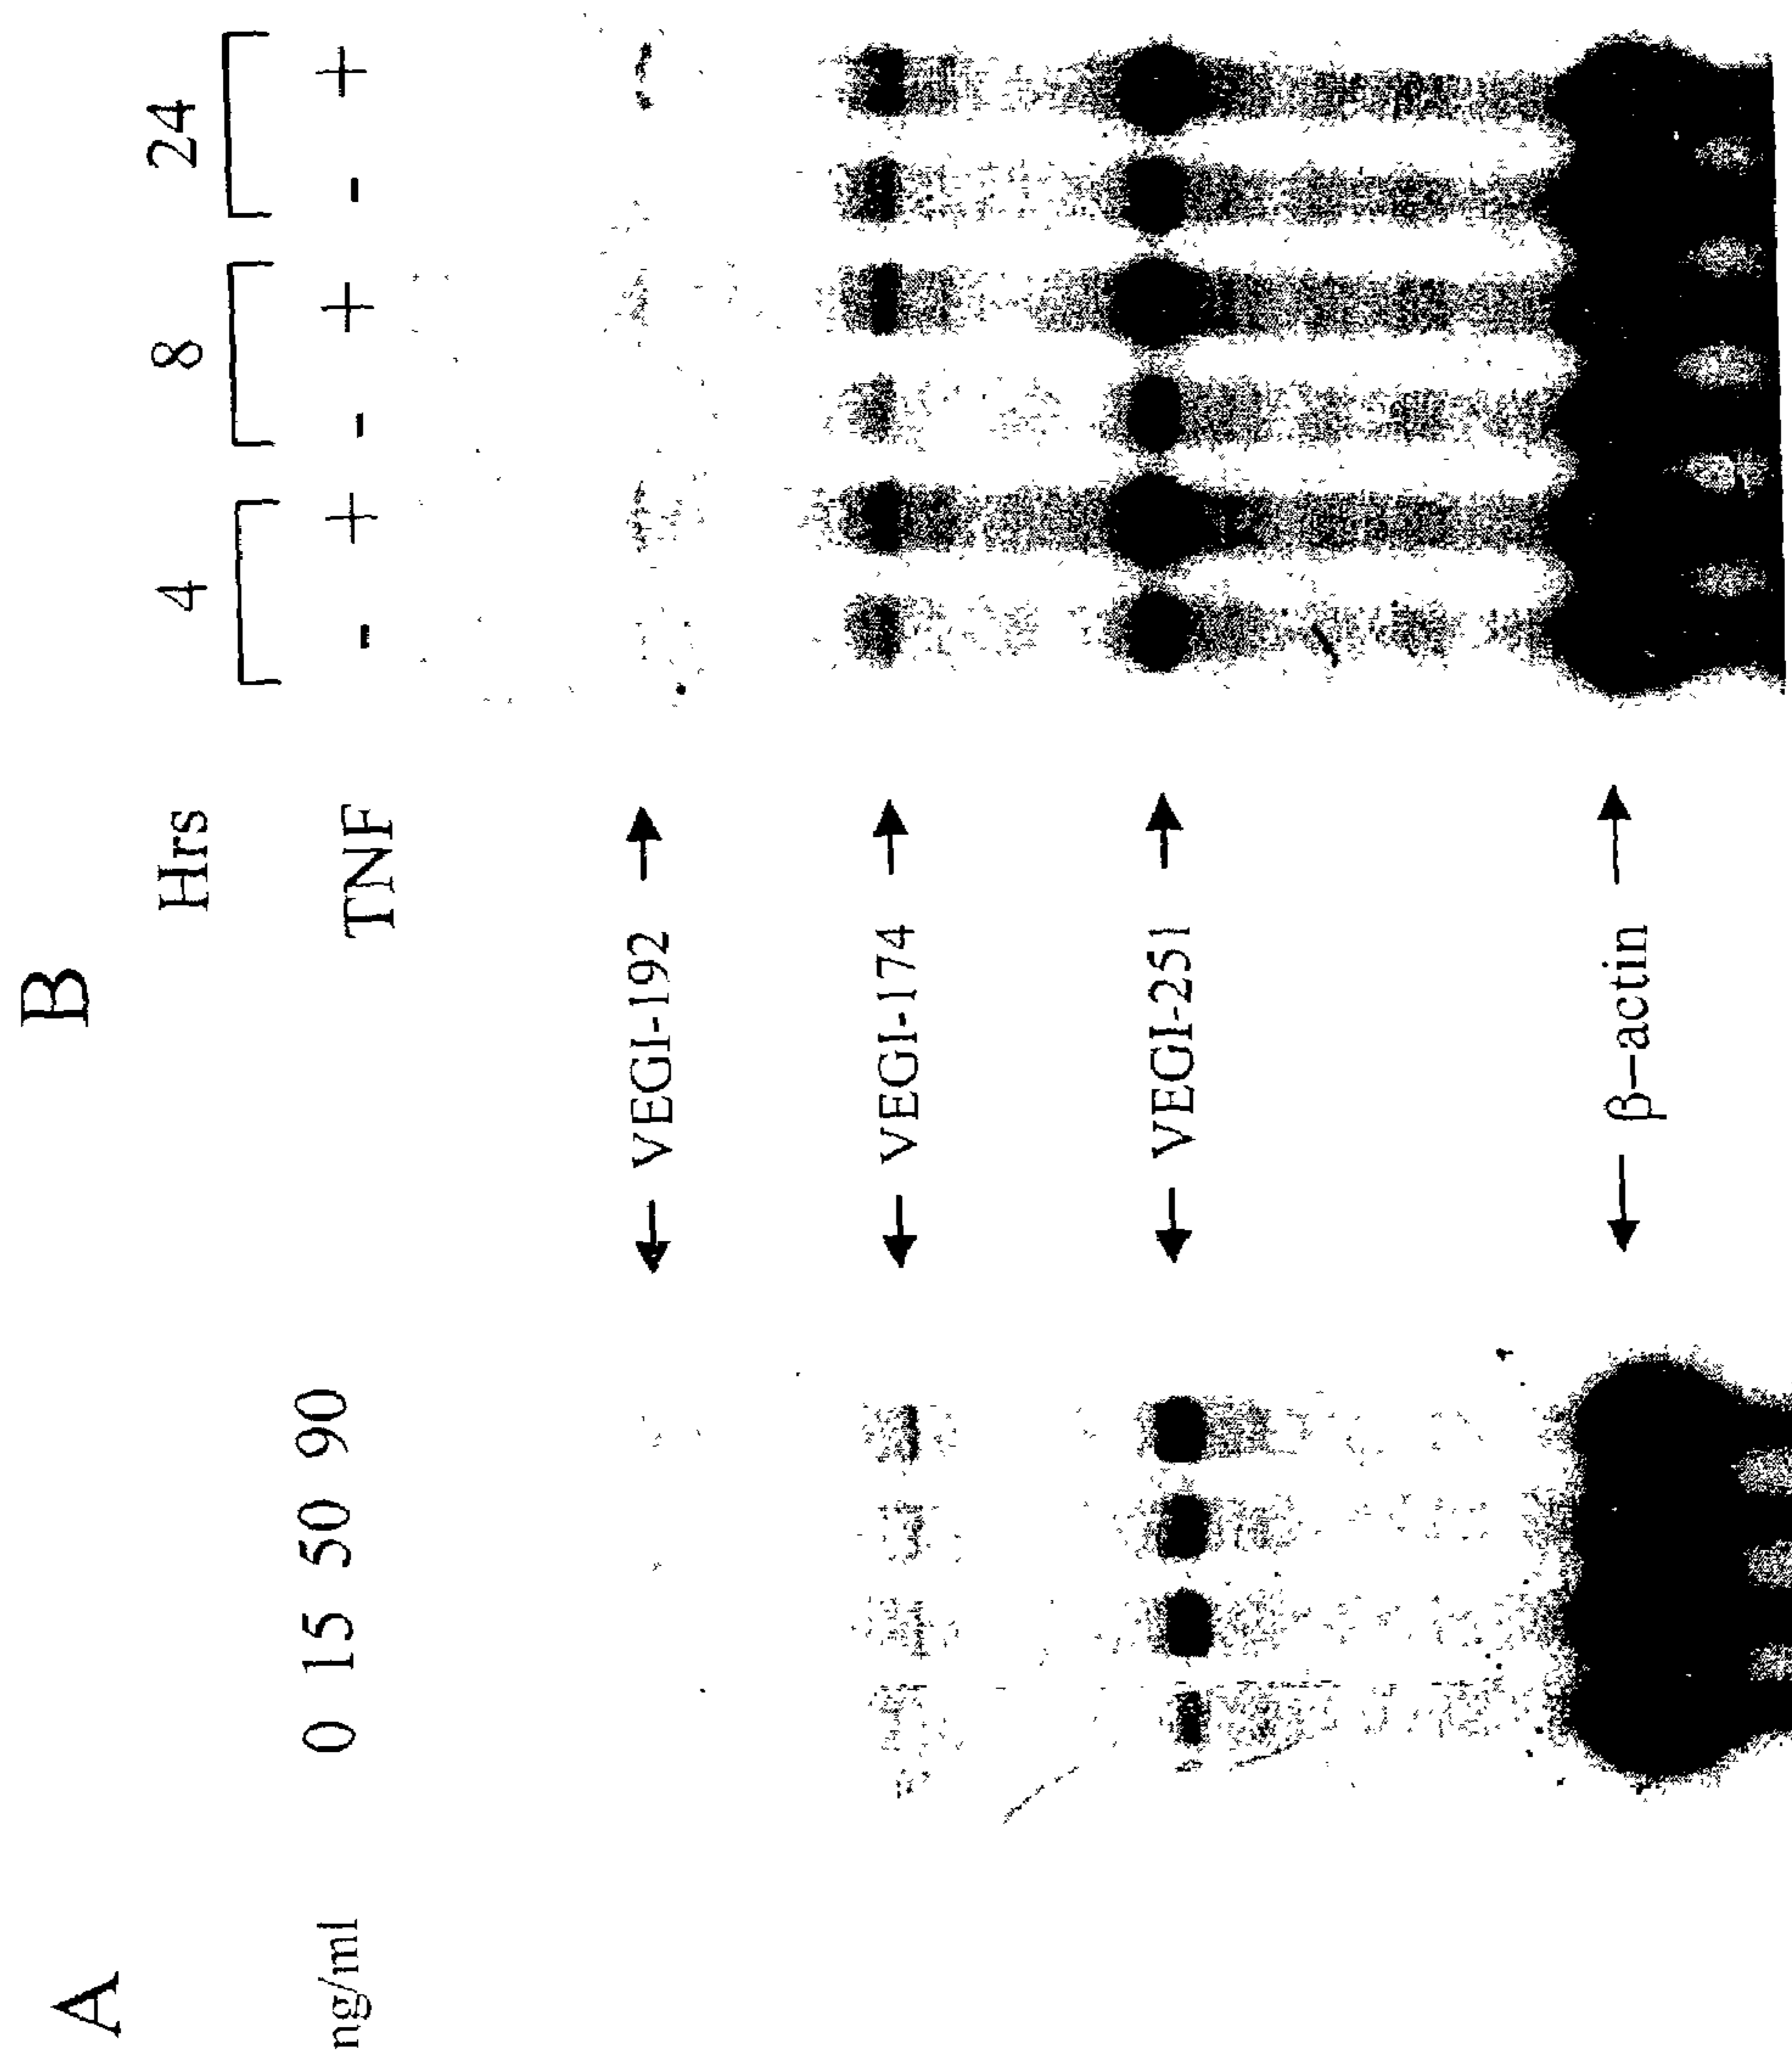 A
ng/ml 0 15 50 90
B
Hrs 4 8 24
TNF - + - + - +
VEGI-192
VEGI-174
VEGI-251
β-actin